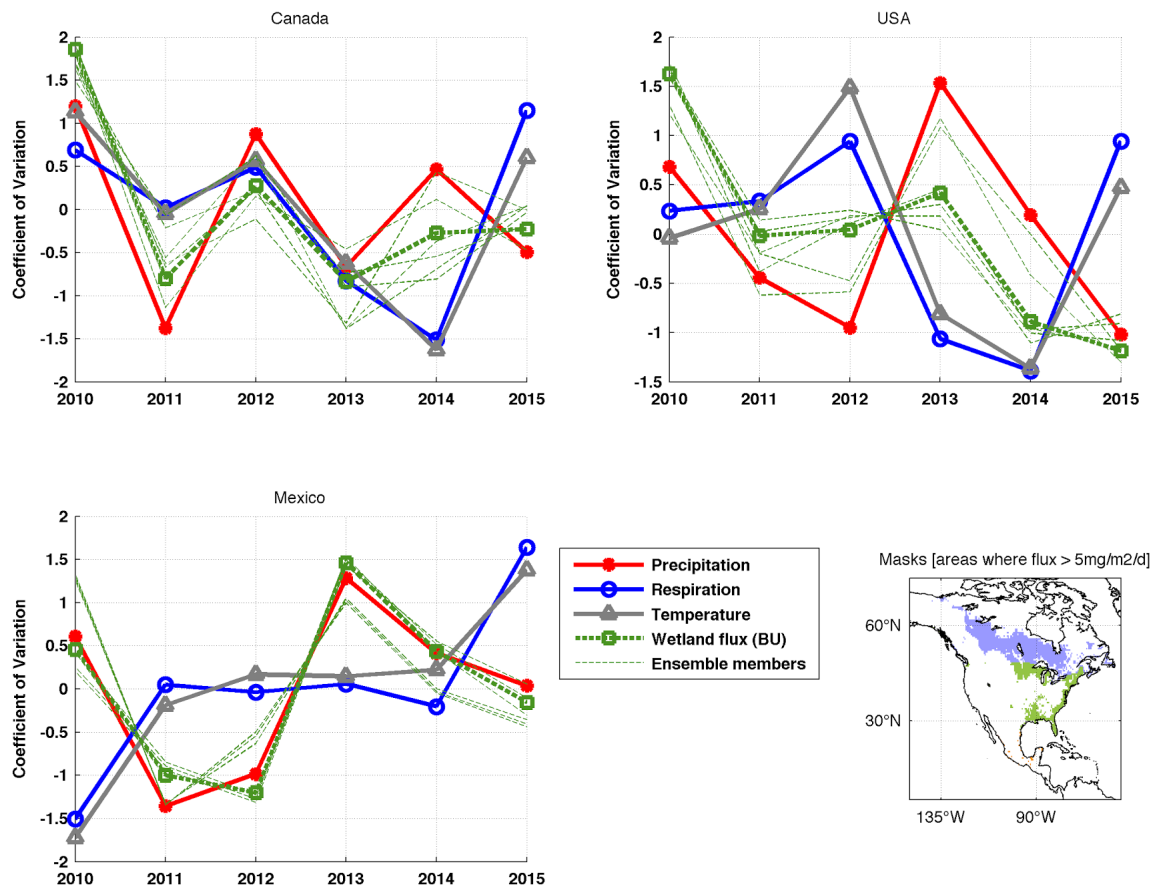 Canada
Coefficient of Variation
2
1.5
1
0.5
0
-0.5
-1
-1.5
-2
2010 2011 2012 2013 2014 2015
USA
Coefficient of Variation
2
1.5
1
0.5
0
-0.5
-1
-1.5
2010 2011 2012 2013 2014 2015
Mexico
Coefficient of Variation
2
1.5
1
0.5
0
-0.5
-1
-1.5
-2
2010 2011 2012 2013 2014 2015
Precipitation
Respiration
Temperature
Wetland flux (BU)
Ensemble members
Masks [areas where flux > 5mg/m2/d]
60°N
30°N
135°W 90°W